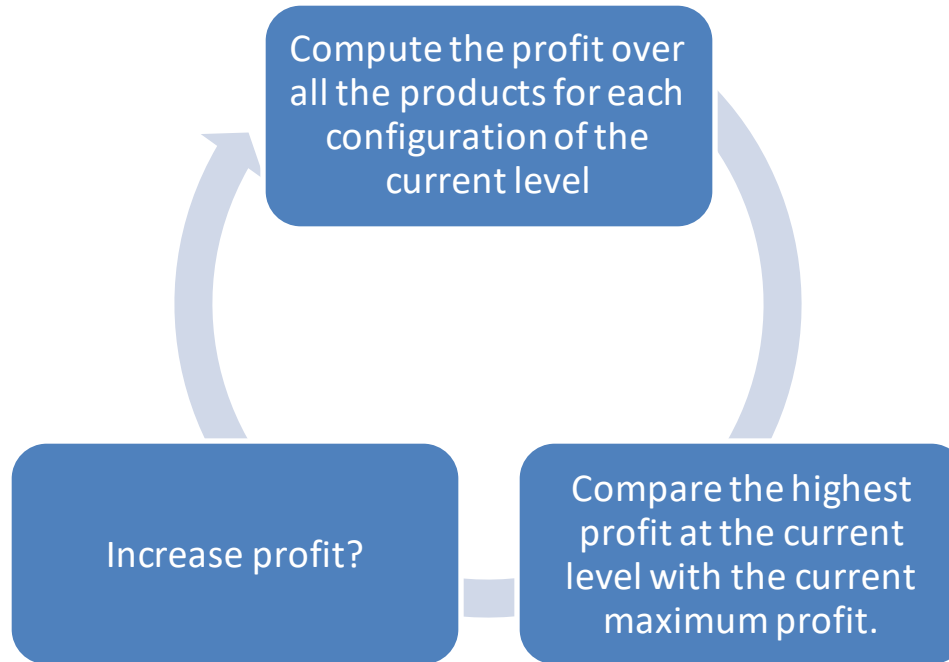 Compute the profit over
all the products for each
configuration of the
current level
Increase profit?
Compare the highest
profit at the current
level with the current
maximum profit.